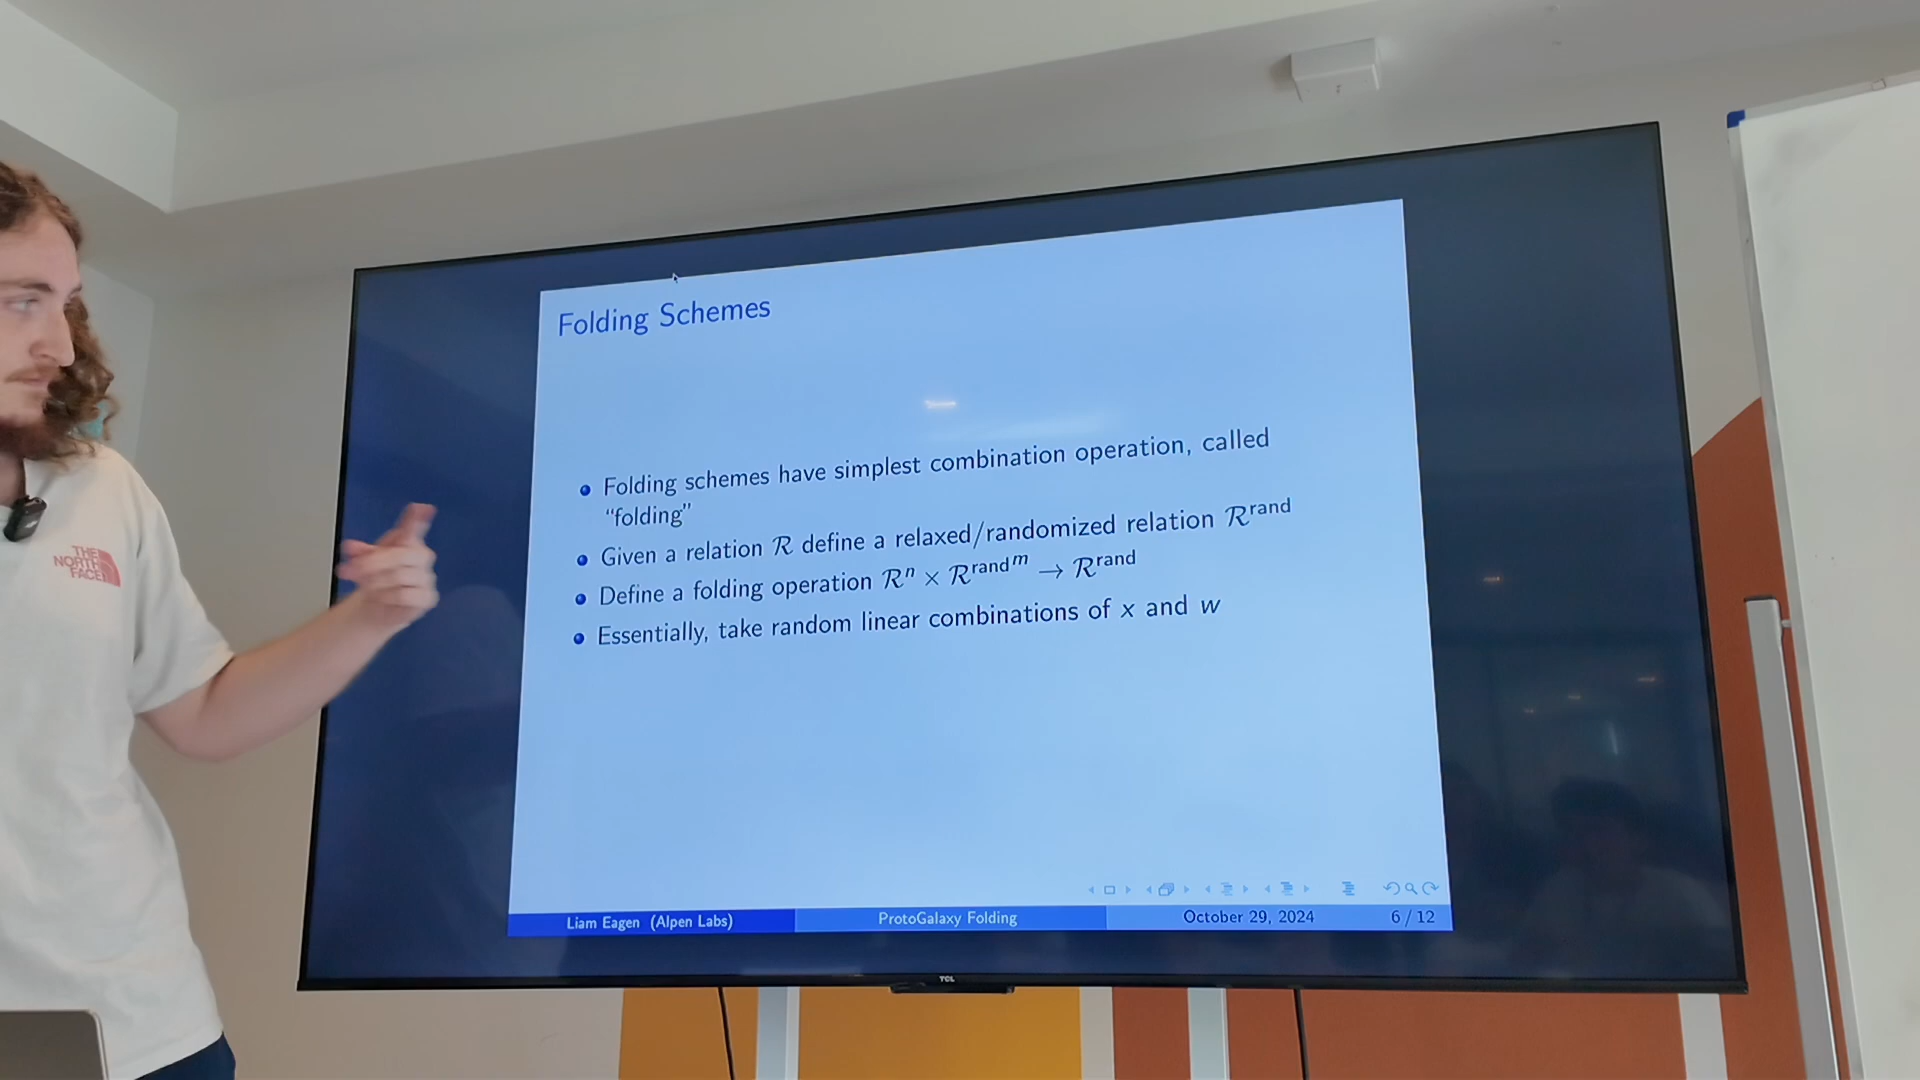 Folding Schemes
Folding schemes have simplest combination operation, called
“folding”
Given a relation ℛ define a relaxed/randomized relation ℛ^rand
Define a folding operation ℛ^n × ℛ^rand^m → ℛ^rand
Essentially, take random linear combinations of x and w
Liam Eagen (Alpen Labs)
ProtoGalaxy Folding
October 29, 2024
6 / 12
THE
NORTH
FACE
TCL